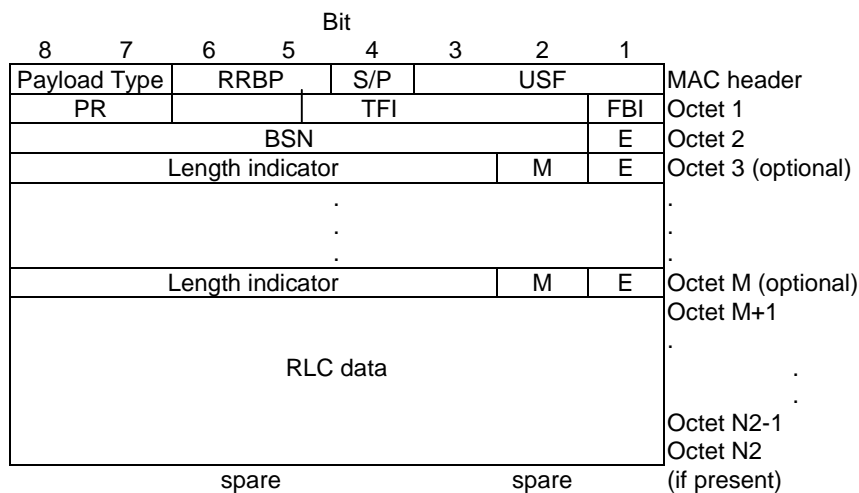 Bit
8 7 6 5 4 3 2 1
Payload Type RRBP S/P USF MAC header
PR TFI FBI Octet 1
BSN E Octet 2
Length indicator M E Octet 3 (optional)
. .
. .
. .
Length indicator M E Octet M (optional)
Octet M+1
.
RLC data .
.
Octet N2-1
Octet N2
spare spare (if present)